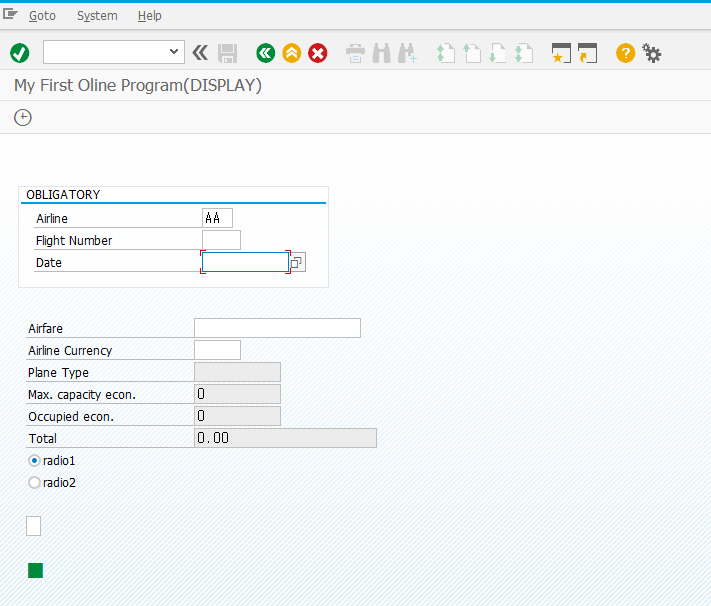 Goto System Help
My First Oline Program(DISPLAY)
OBLIGATORY
Airline AA
Flight Number
Date
Airfare
Airline Currency
Plane Type
Max. capacity econ. 0
Occupied econ. 0
Total 0.00
radio1
radio2